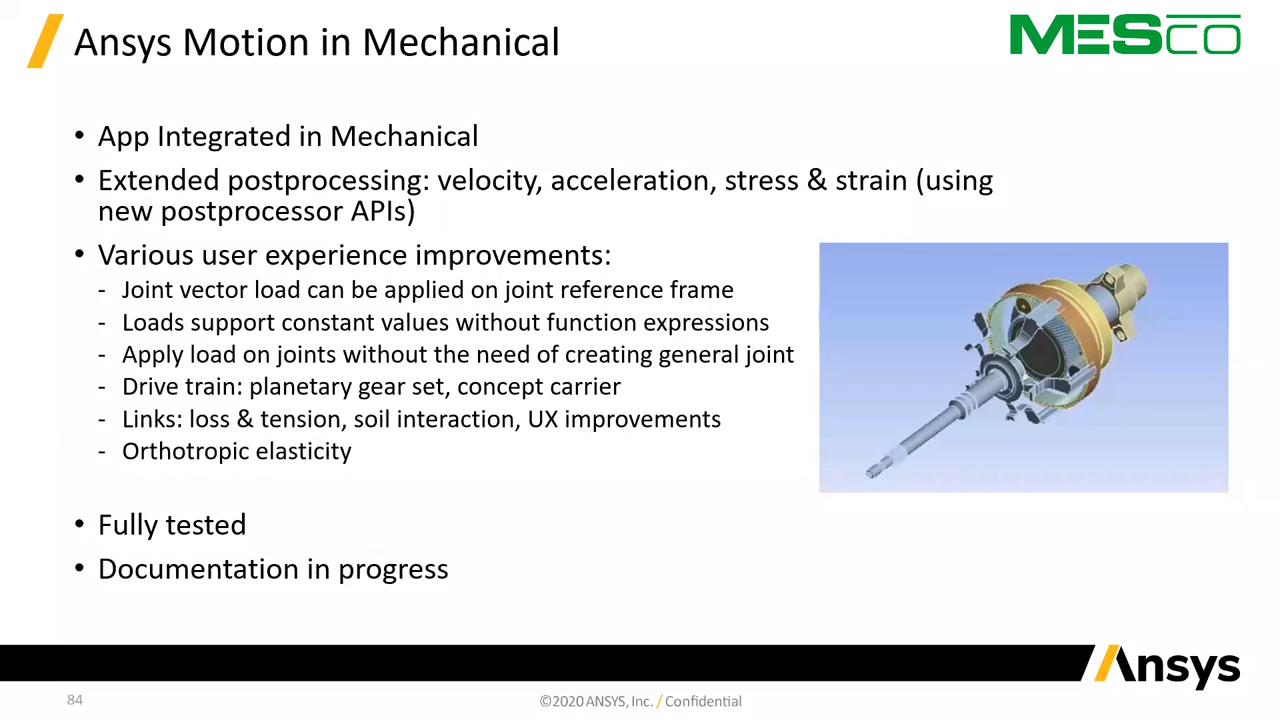 Ansys Motion in Mechanical
MESCO
• App Integrated in Mechanical
• Extended postprocessing: velocity, acceleration, stress & strain (using
new postprocessor APIs)
• Various user experience improvements:
- Joint vector load can be applied on joint reference frame
- Loads support constant values without function expressions
- Apply load on joints without the need of creating general joint
- Drive train: planetary gear set, concept carrier
- Links: loss & tension, soil interaction, UX improvements
- Orthotropic elasticity
• Fully tested
• Documentation in progress
Ansys
84
©2020 ANSYS, Inc. / Confidential